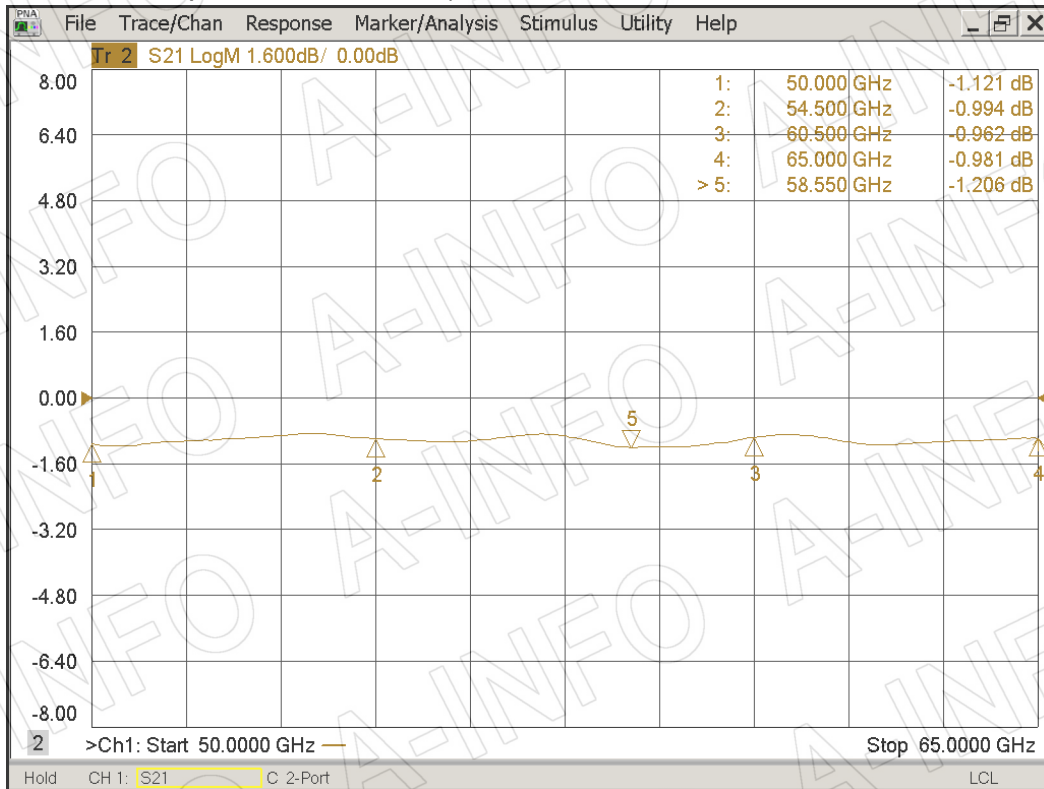 PNA File Trace/Chan Response Marker/Analysis Stimulus Utility Help
Tr 2 S21 LogM 1.600dB/ 0.00dB
8.00
6.40
4.80
3.20
1.60
0.00
-1.60
-3.20
-4.80
-6.40
-8.00
1: 50.000 GHz -1.121 dB
2: 54.500 GHz -0.994 dB
3: 60.500 GHz -0.962 dB
4: 65.000 GHz -0.981 dB
> 5: 58.550 GHz -1.206 dB
5
1
2
3
4
2 >Ch1: Start 50.0000 GHz — Stop 65.0000 GHz
Hold CH 1: S21 C 2-Port LCL
A-INFO